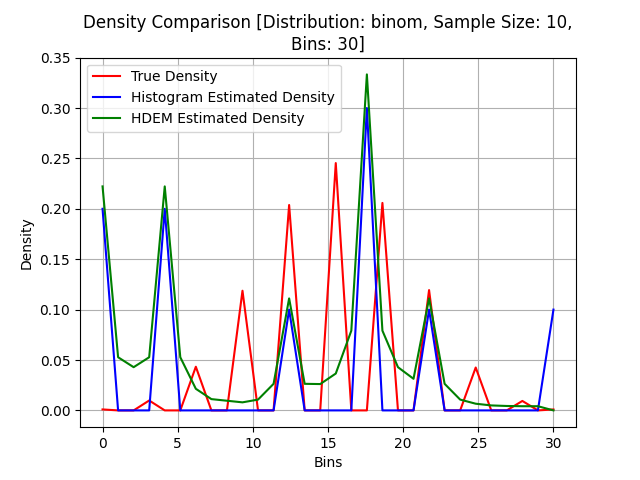 Density Comparison [Distribution: binom, Sample Size: 10,
Bins: 30]
True Density
Histogram Estimated Density
HDEM Estimated Density
Density
0.35
0.30
0.25
0.20
0.15
0.10
0.05
0.00
0 5 10 15 20 25 30
Bins